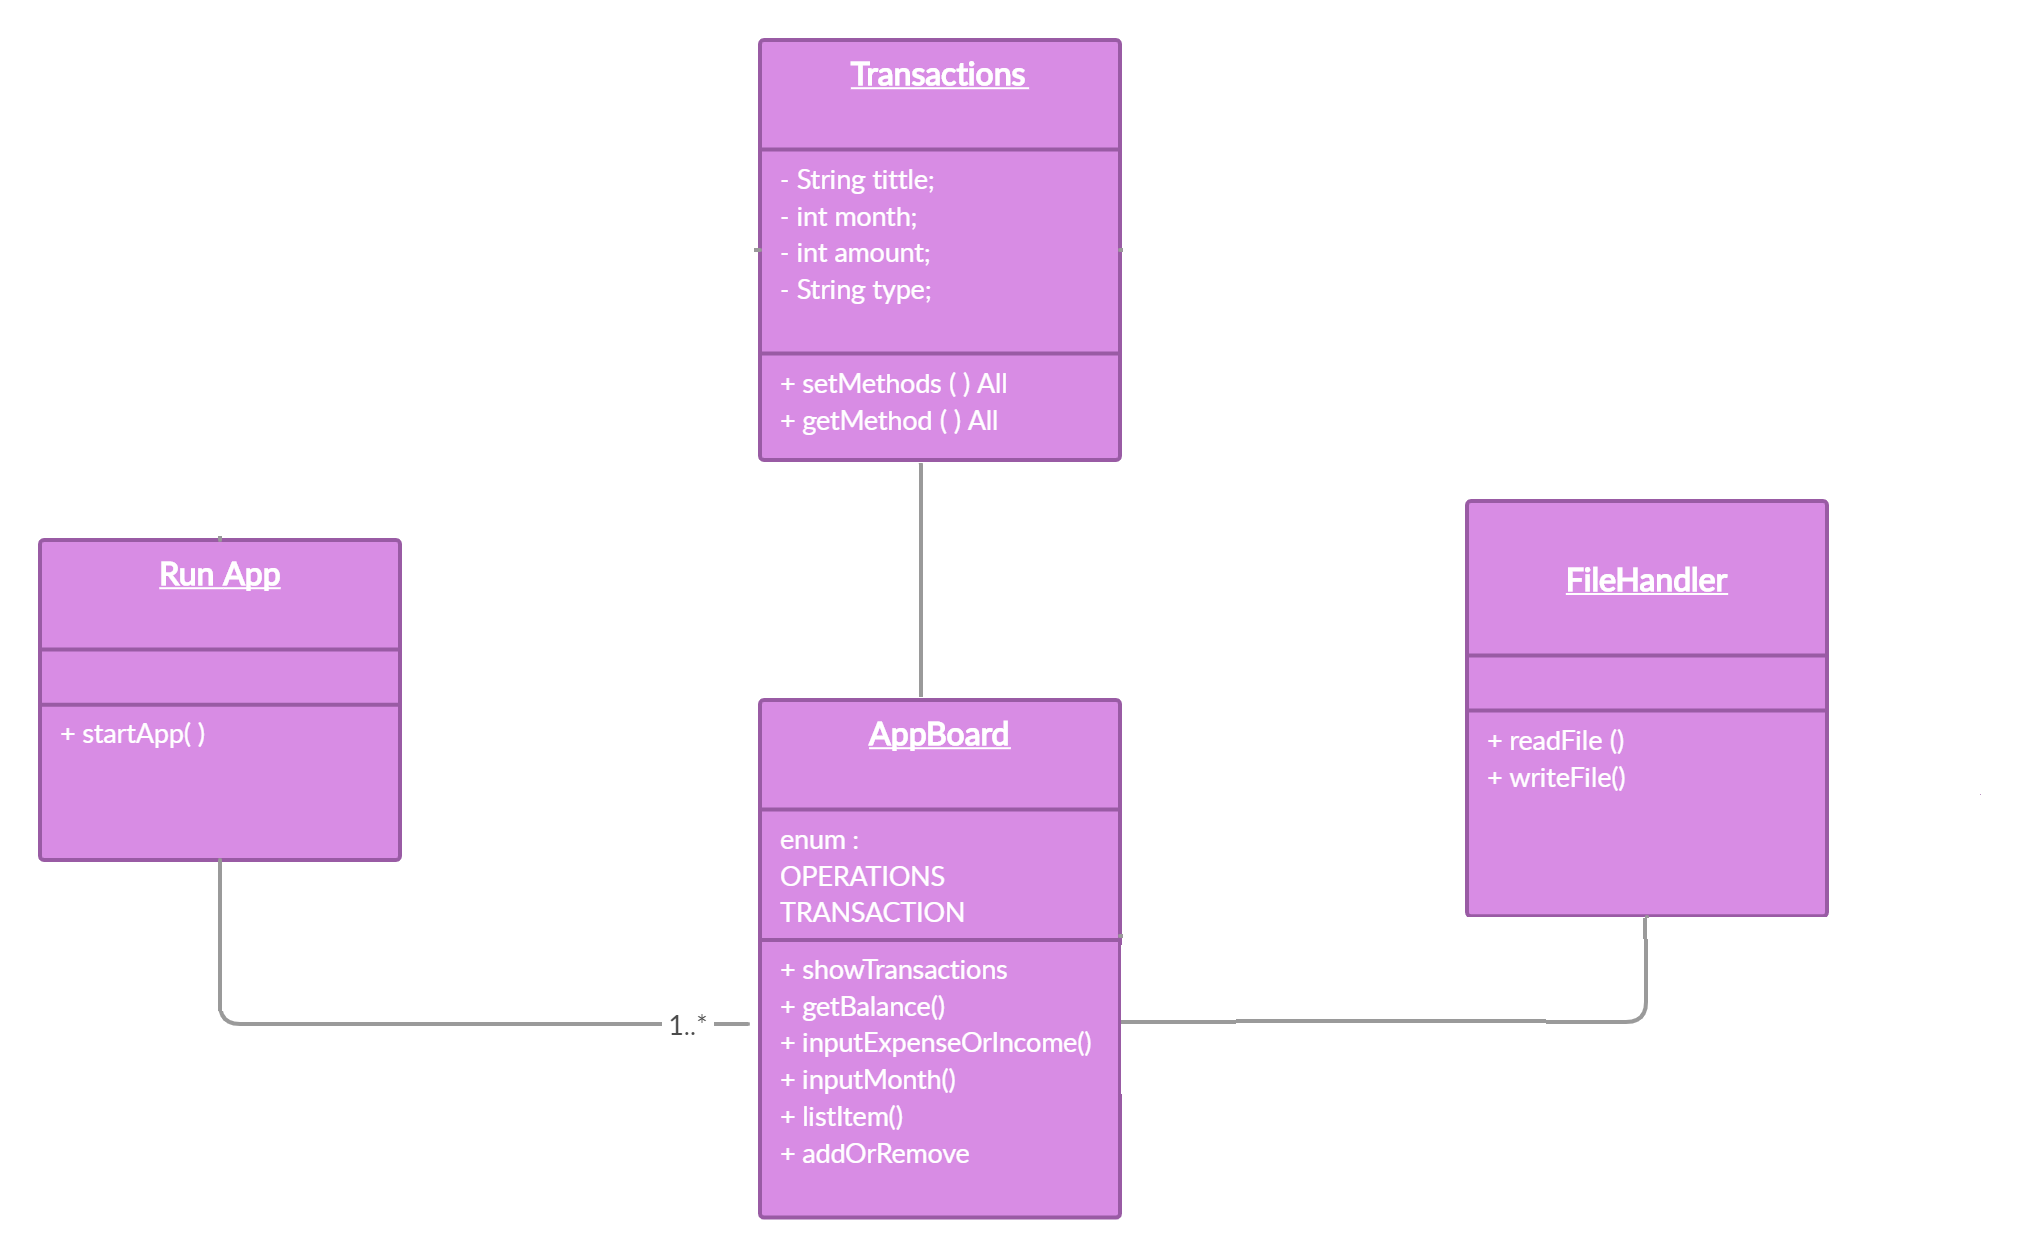 Transactions
- String tittle;
- int month;
- int amount;
- String type;
+ setMethods ( ) All
+ getMethod ( ) All
Run App
+ startApp( )
FileHandler
+ readFile ()
+ writeFile()
AppBoard
enum :
OPERATIONS
TRANSACTION
+ showTransactions
+ getBalance()
+ inputExpenseOrIncome()
+ inputMonth()
+ listItem()
+ addOrRemove
1..*